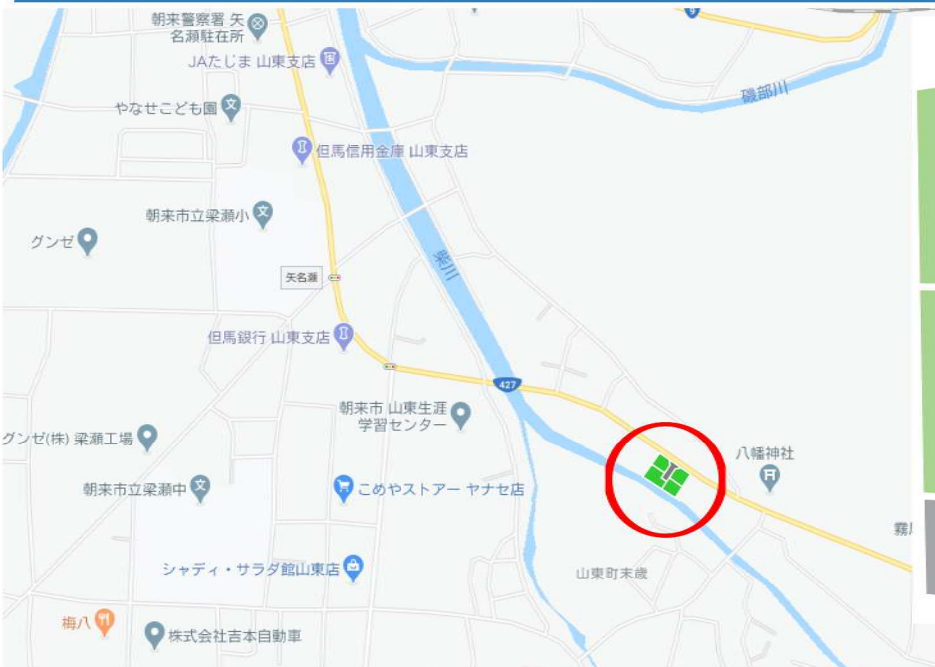 9
朝来警察署 矢
名瀬駐在所
JAたじま 山東支店
磯部川
やなせこども園
但馬信用金庫 山東支店
朝来市立梁瀬小
グンゼ
柴川
矢名瀬
但馬銀行 山東支店
427
朝来市 山東生涯
学習センター
グンゼ(株) 梁瀬工場
八幡神社
朝来市立梁瀬中
こめやストアー ヤナセ店
シャディ・サラダ館山東店
山東町末歳
梅八
株式会社吉本自動車